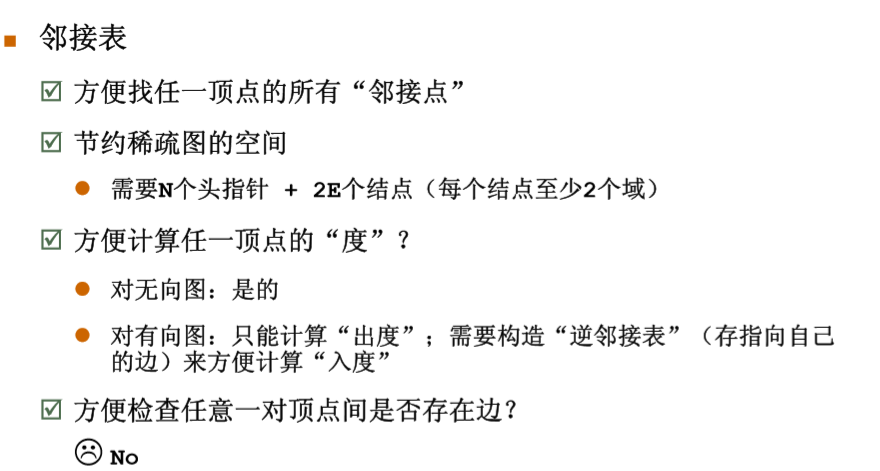 邻接表
方便找任一顶点的所有“邻接点”
节约稀疏图的空间
需要N个头指针 + 2E个结点（每个结点至少2个域）
方便计算任一顶点的“度”？
对无向图：是的
对有向图：只能计算“出度”；需要构造“逆邻接表”（存指向自己
的边）来方便计算“入度”
方便检查任意一对顶点间是否存在边？
No